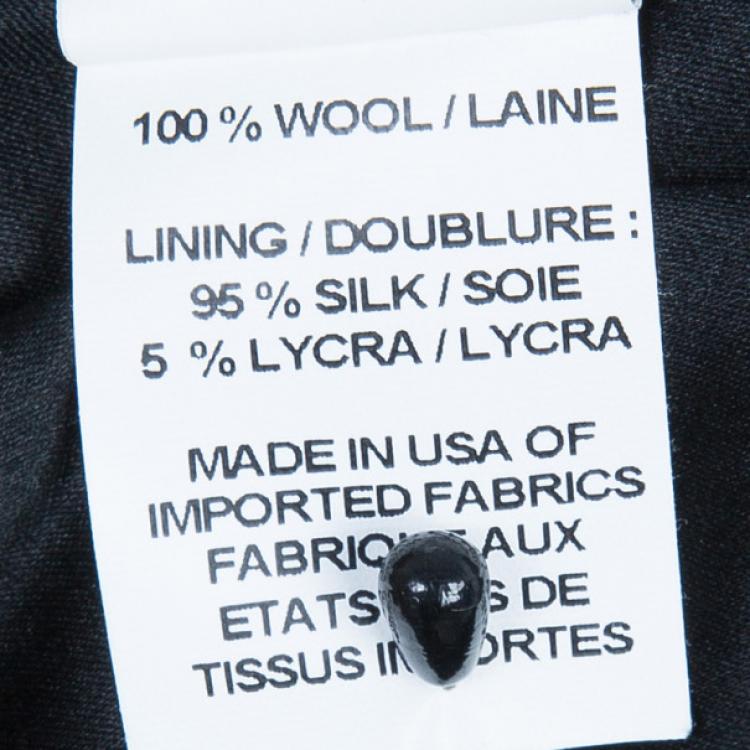 100 % WOOL / LAINE
LINING / DOUBLURE :
95 % SILK / SOIE
5 % LYCRA / LYCRA
MADE IN USA OF
IMPORTED FABRICS
AUX
ETATS DE
TISSUS